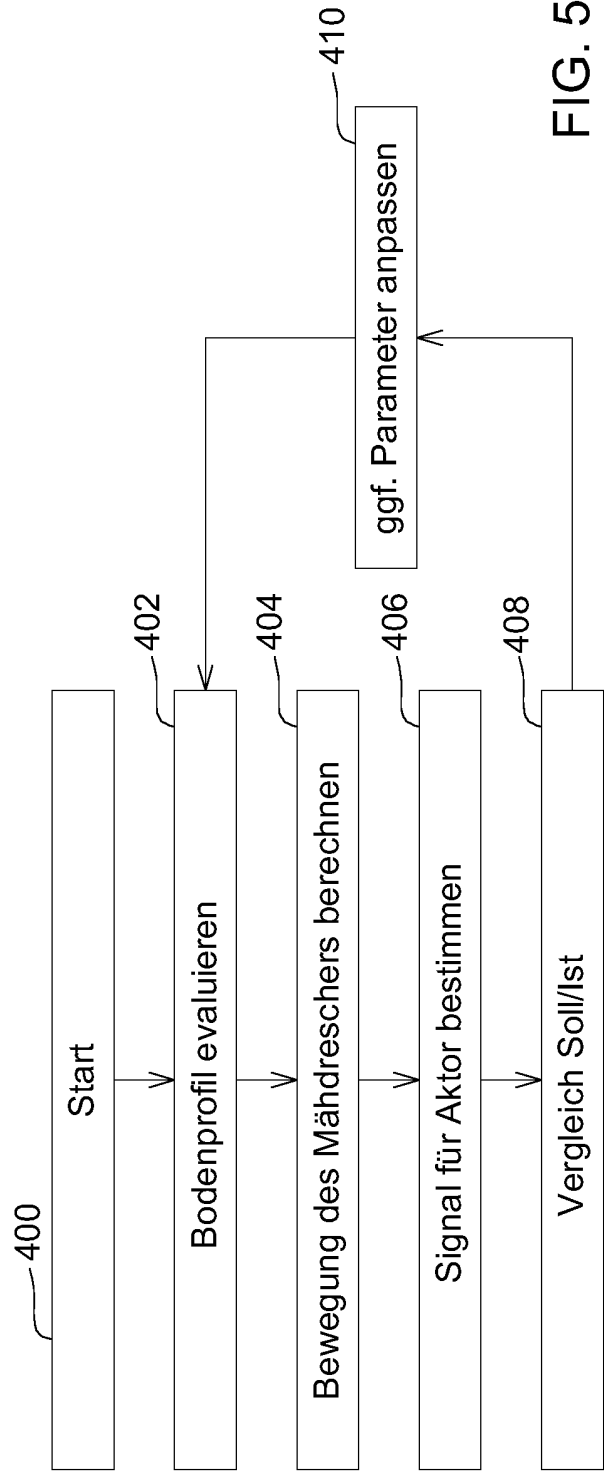 400
Start
402
Bodenprofil evaluieren
404
Bewegung des Mähdreschers berechnen
406
Signal für Aktor bestimmen
408
Vergleich Soll/Ist
410
ggf. Parameter anpassen
FIG. 5